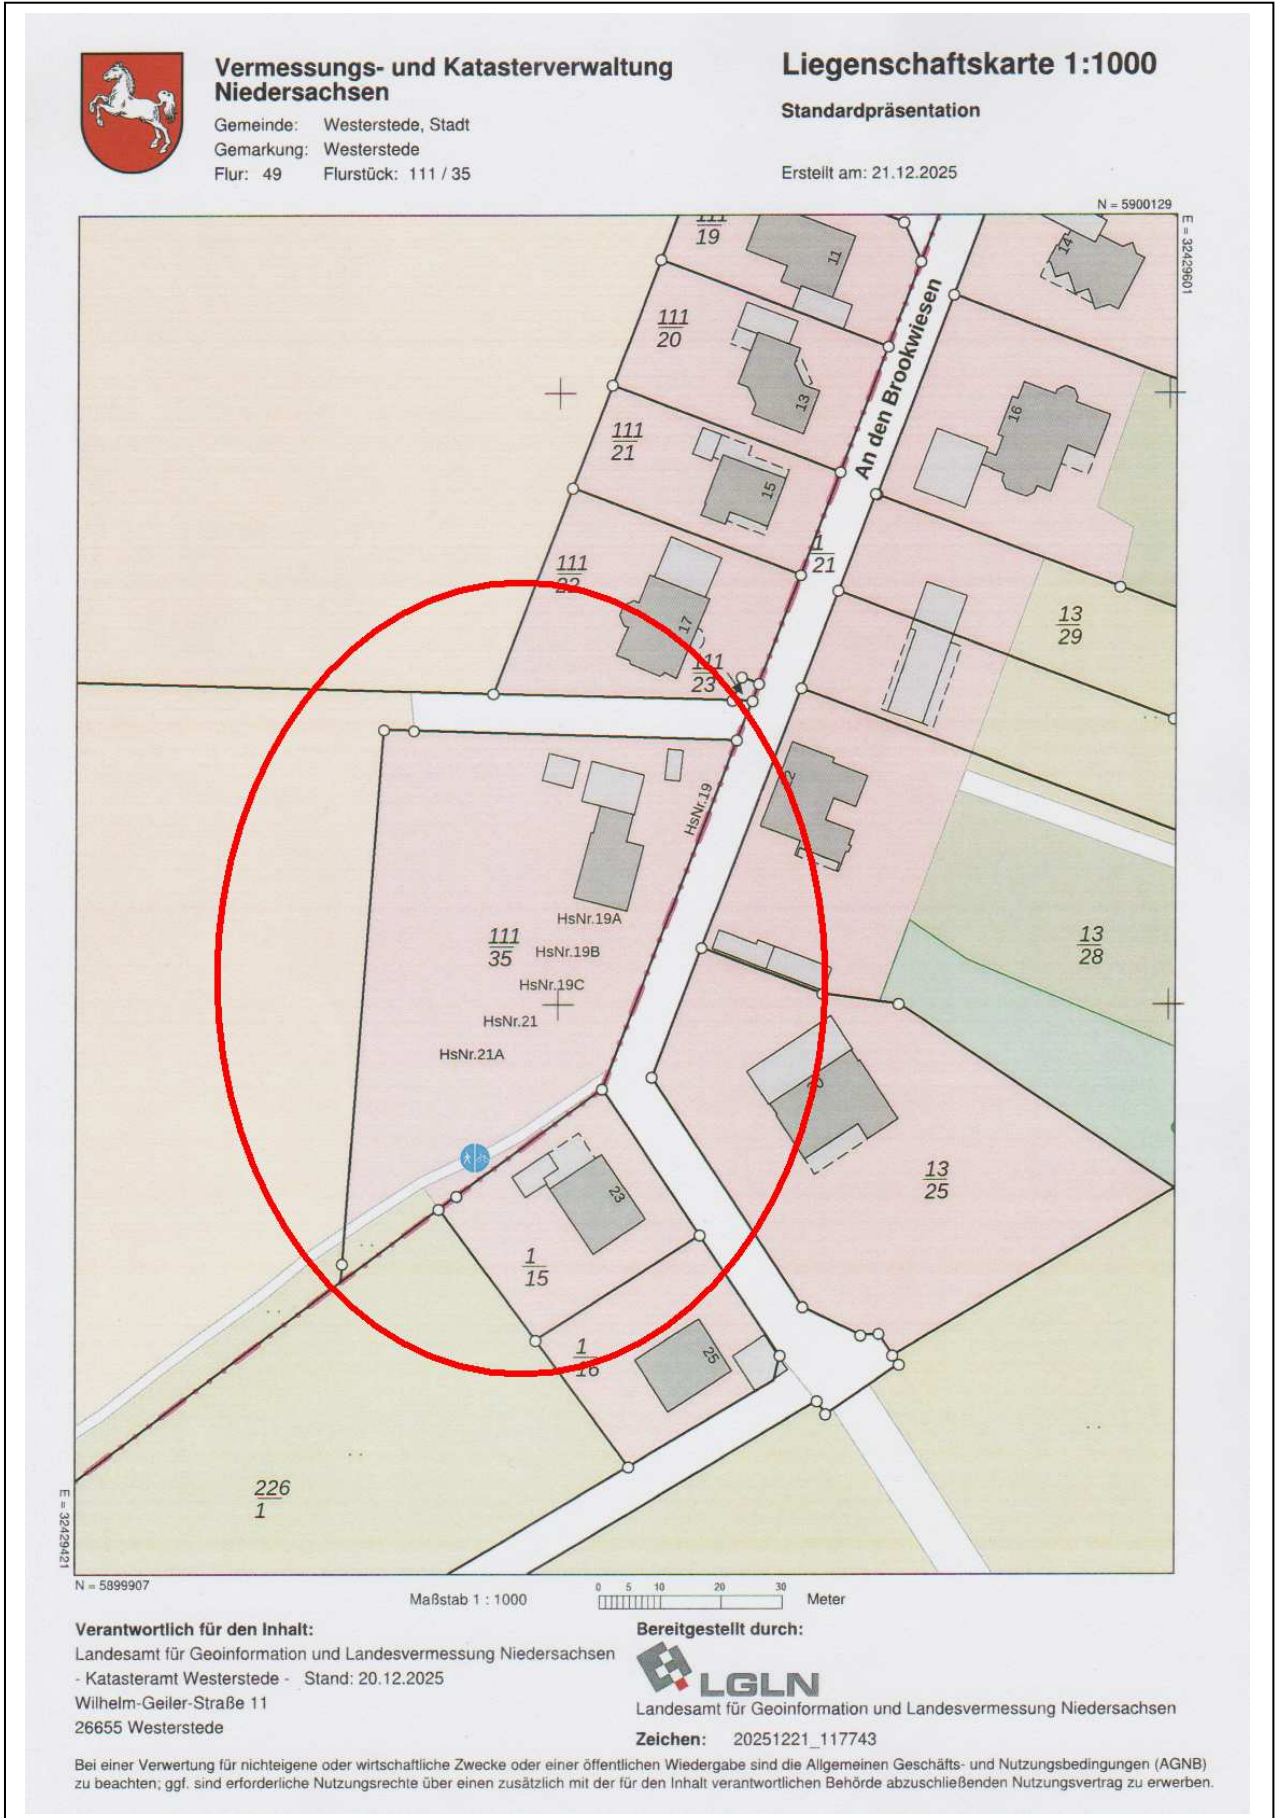 Vermessungs- und Katasterverwaltung
Niedersachsen
Gemeinde: Westerstede, Stadt
Gemarkung: Westerstede
Flur: 49 Flurstück: 111 / 35
Liegenschaftskarte 1:1000
Standardpräsentation
Erstellt am: 21.12.2025
N = 5900129
E = 32429601
111
19
11
14
111
20
13
An den Brookwiesen
16
111
21
15
1
21
111
22
17
13
29
111
23
HsNr.19
2
HsNr.19A
111
35
HsNr.19B
HsNr.19C
HsNr.21
HsNr.21A
13
28
20
23
13
25
1
15
1
16
25
226
1
E = 32429421
N = 5899907
Maßstab 1 : 1000
0 5 10 20 30
Meter
Verantwortlich für den Inhalt:
Landesamt für Geoinformation und Landesvermessung Niedersachsen
- Katasteramt Westerstede - Stand: 20.12.2025
Wilhelm-Geiler-Straße 11
26655 Westerstede
Bereitgestellt durch:
LGLN
Landesamt für Geoinformation und Landesvermessung Niedersachsen
Zeichen: 20251221_117743
Bei einer Verwertung für nichteigene oder wirtschaftliche Zwecke oder einer öffentlichen Wiedergabe sind die Allgemeinen Geschäfts- und Nutzungsbedingungen (AGNB)
zu beachten; ggf. sind erforderliche Nutzungsrechte über einen zusätzlich mit der für den Inhalt verantwortlichen Behörde abzuschließenden Nutzungsvertrag zu erwerben.